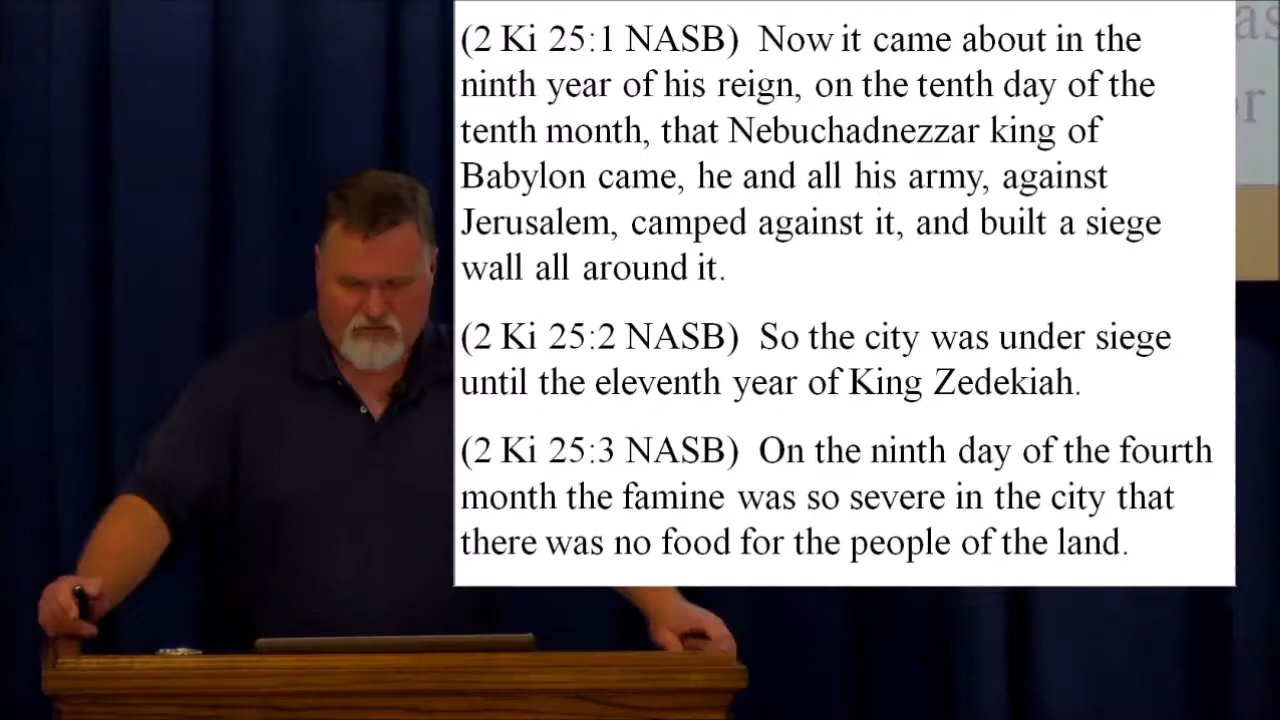 (2 Ki 25:1 NASB)  Now it came about in the
ninth year of his reign, on the tenth day of the
tenth month, that Nebuchadnezzar king of
Babylon came, he and all his army, against
Jerusalem, camped against it, and built a siege
wall all around it.
(2 Ki 25:2 NASB)  So the city was under siege
until the eleventh year of King Zedekiah.
(2 Ki 25:3 NASB)  On the ninth day of the fourth
month the famine was so severe in the city that
there was no food for the people of the land.